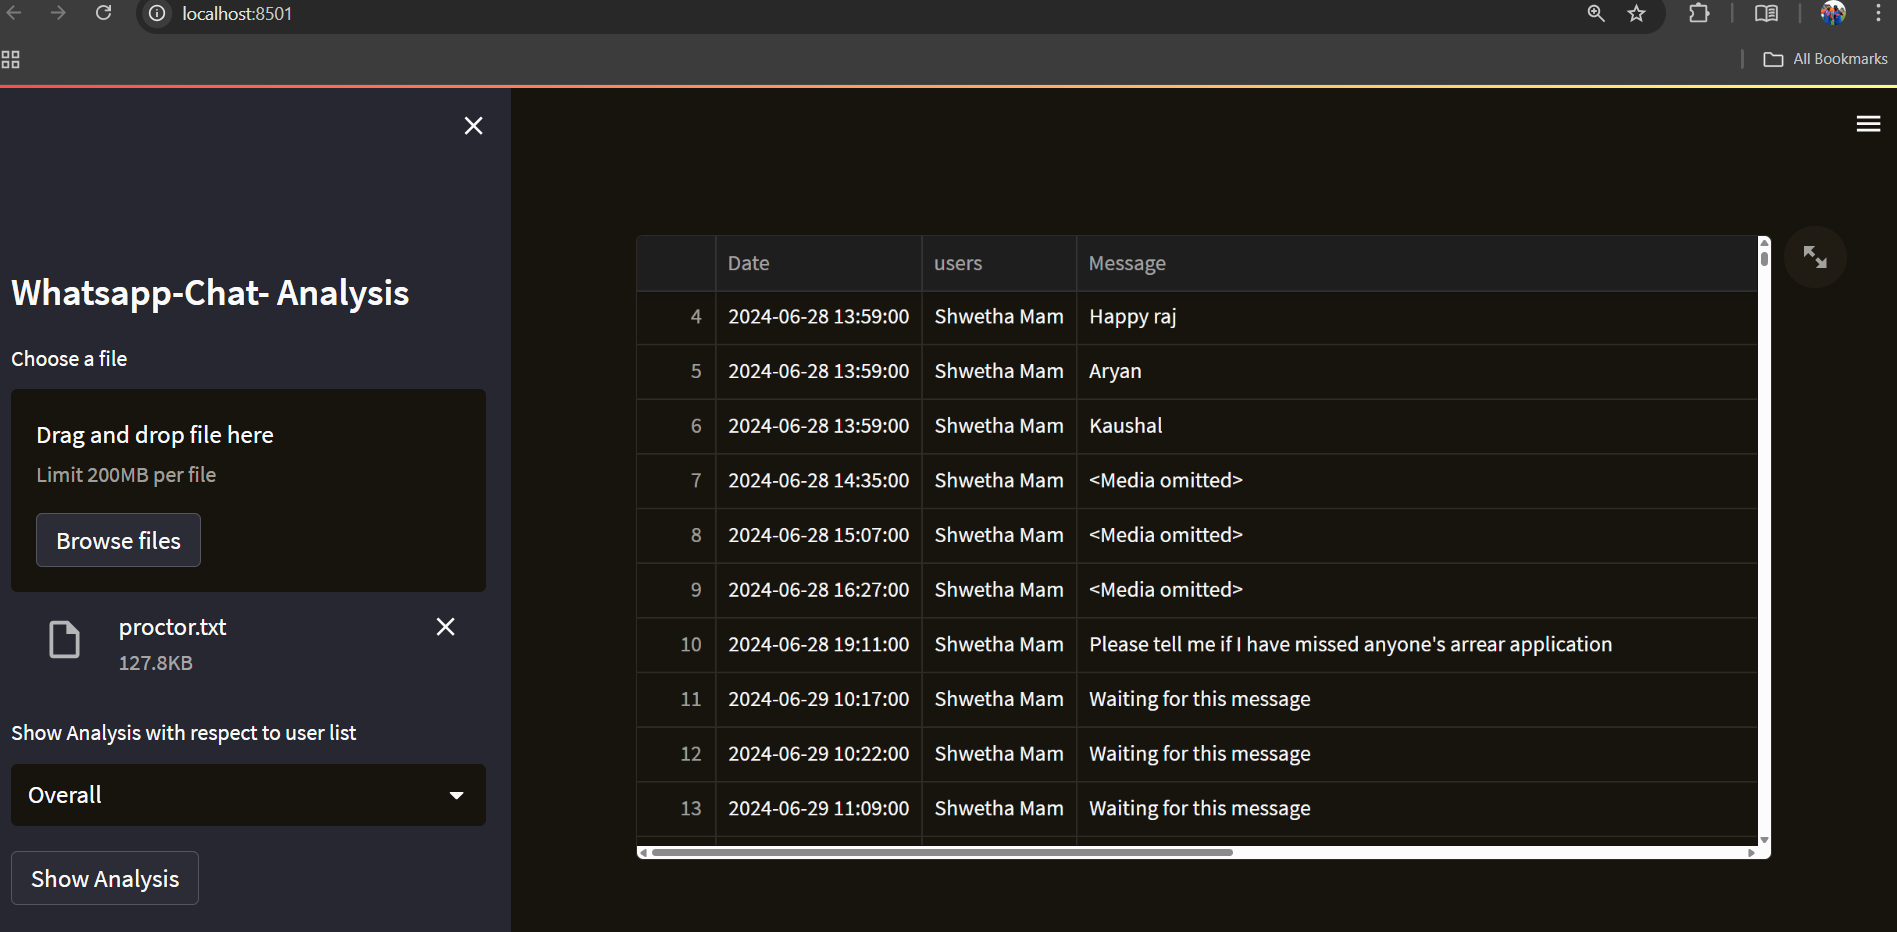 localhost:8501
All Bookmarks
Whatsapp-Chat- Analysis
Choose a file
Drag and drop file here
Limit 200MB per file
Browse files
proctor.txt
127.8KB
Show Analysis with respect to user list
Overall
Show Analysis
Date users Message
4 2024-06-28 13:59:00 Shwetha Mam Happy raj
5 2024-06-28 13:59:00 Shwetha Mam Aryan
6 2024-06-28 13:59:00 Shwetha Mam Kaushal
7 2024-06-28 14:35:00 Shwetha Mam <Media omitted>
8 2024-06-28 15:07:00 Shwetha Mam <Media omitted>
9 2024-06-28 16:27:00 Shwetha Mam <Media omitted>
10 2024-06-28 19:11:00 Shwetha Mam Please tell me if I have missed anyone's arrear application
11 2024-06-29 10:17:00 Shwetha Mam Waiting for this message
12 2024-06-29 10:22:00 Shwetha Mam Waiting for this message
13 2024-06-29 11:09:00 Shwetha Mam Waiting for this message